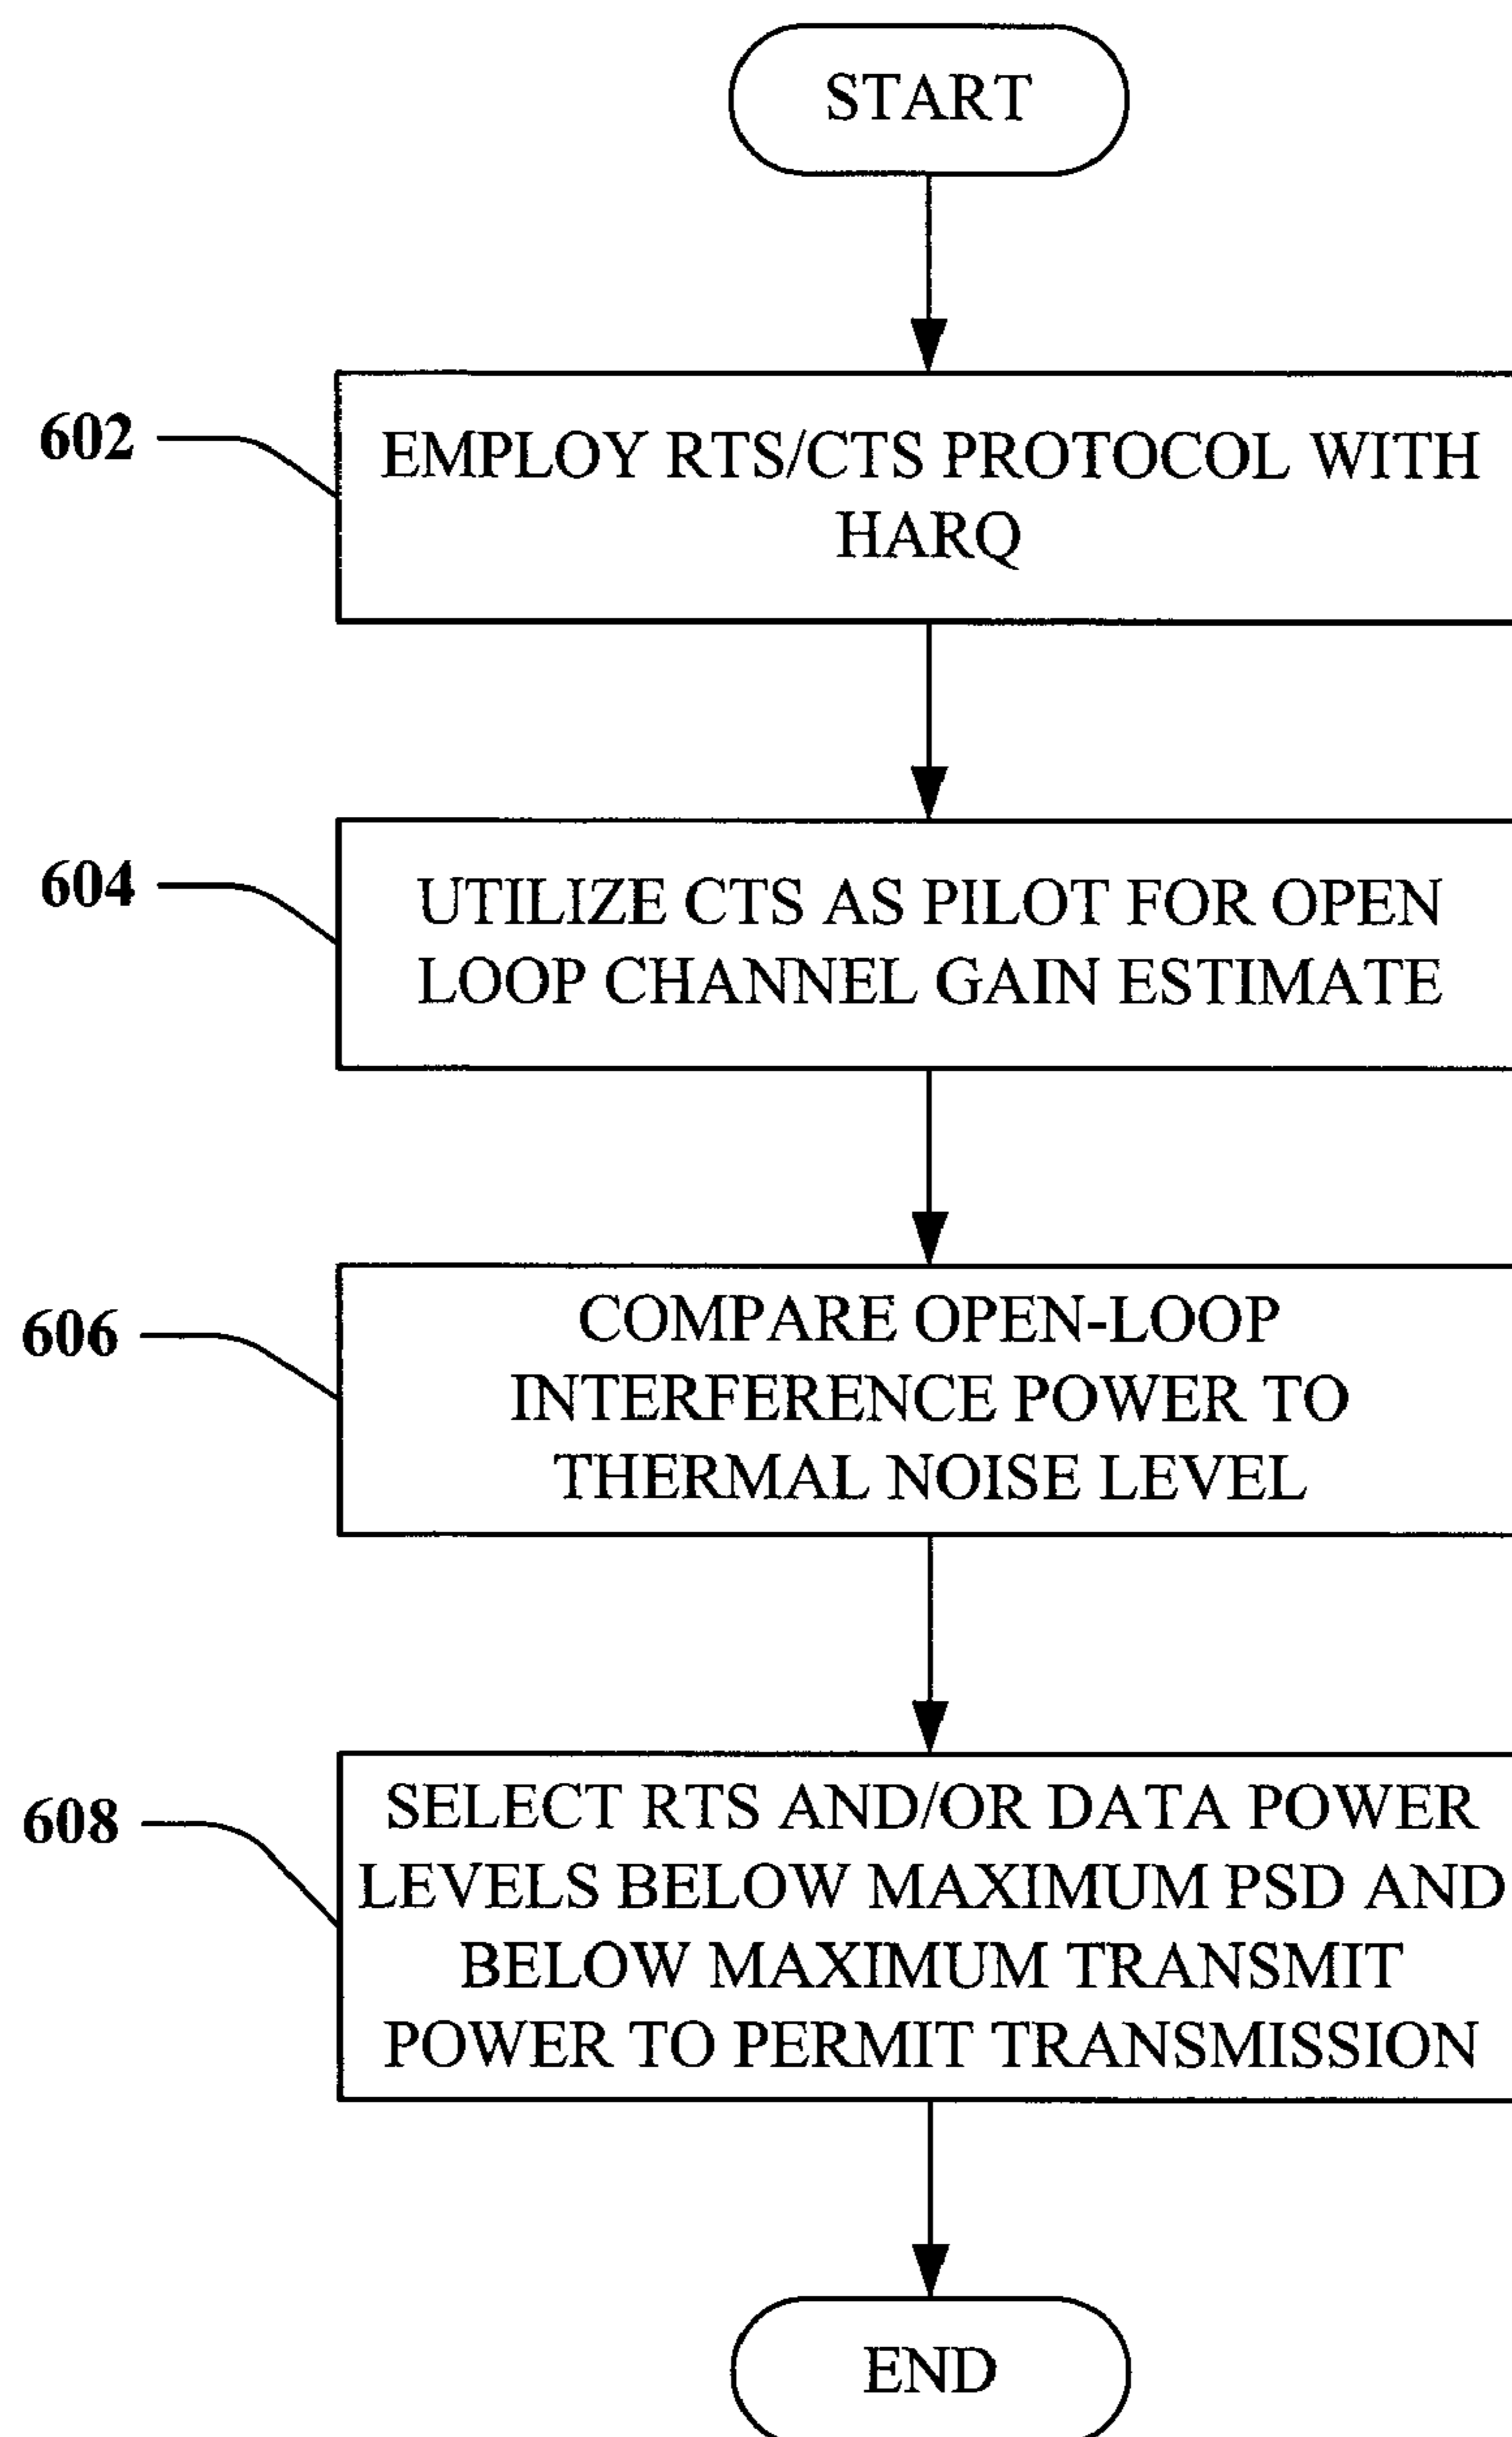 START
602
EMPLOY RTS/CTS PROTOCOL WITH
HARQ
604
UTILIZE CTS AS PILOT FOR OPEN
LOOP CHANNEL GAIN ESTIMATE
606
COMPARE OPEN-LOOP
INTERFERENCE POWER TO
THERMAL NOISE LEVEL
608
SELECT RTS AND/OR DATA POWER
LEVELS BELOW MAXIMUM PSD AND
BELOW MAXIMUM TRANSMIT
POWER TO PERMIT TRANSMISSION
END